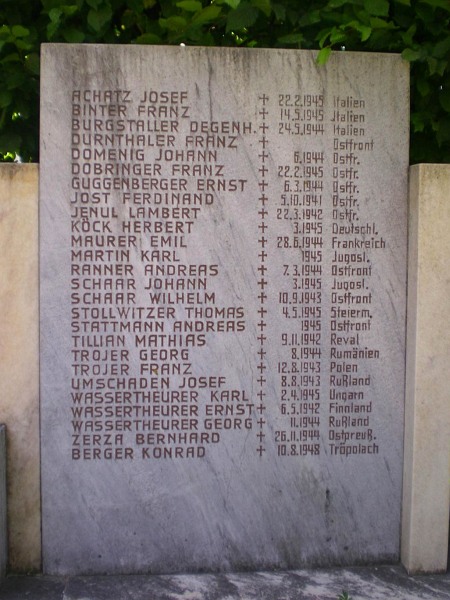 ACHATZ JOSEF + 22.2.1945 Italien
BINTER FRANZ + 14.5.1945 Italien
BURGSTALLER DEGENH. + 24.5.1944 Italien
DÜRNTHALER FRANZ + Ostfront
DOMENIG JOHANN + 6.1944 Ostfr.
DOBRINGER FRANZ + 22.2.1945 Ostfr.
GUGGENBERGER ERNST + 6.3.1944 Ostfr.
JOST FERDINAND + 5.10.1941 Ostfr.
JENUL LAMBERT + 22.3.1942 Ostfr.
KÖCK HERBERT + 3.1945 Deutschl.
MAURER EMIL + 28.6.1944 Frankreich
MARTIN KARL + 1945 Jugosl.
RANNER ANDREAS + 7.3.1944 Ostfront
SCHAAR JOHANN + 3.1945 Jugosl.
SCHAAR WILHELM + 10.9.1943 Ostfront
STOLLWITZER THOMAS + 4.5.1945 Steierm.
STATTMANN ANDREAS + 1945 Ostfront
TILLIAN MATHIAS + 9.11.1942 Reval
TROJER GEORG + 8.1944 Rumänien
TROJER FRANZ + 12.8.1943 Polen
UMSCHADEN JOSEF + 8.8.1943 Rußland
WASSERTHEURER KARL + 2.4.1945 Ungarn
WASSERTHEURER ERNST + 6.5.1942 Finnland
WASSERTHEURER GEORG + 11.1944 Rußland
ZERZA BERNHARD + 26.11.1944 Ostpreuß.
BERGER KONRAD + 10.8.1948 Tröpolach